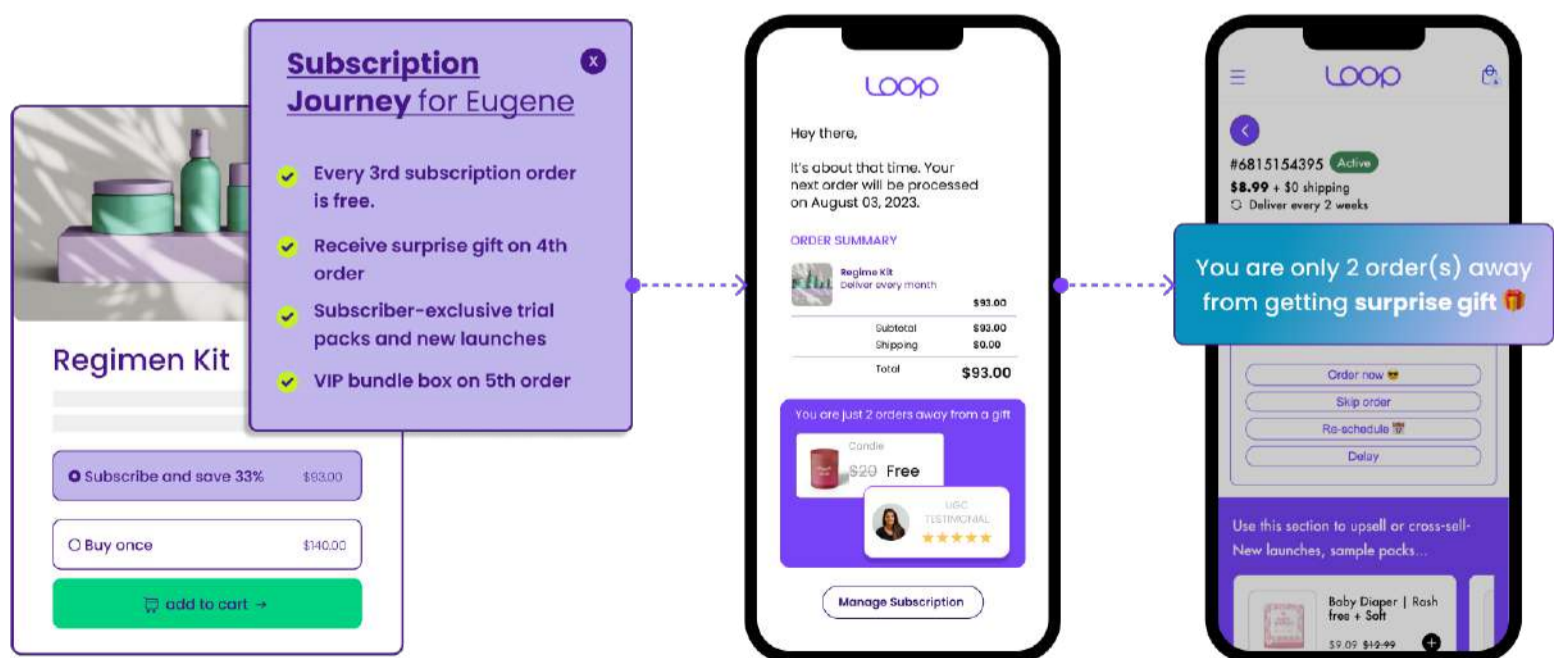 Subscription
Journey for Eugene
X
Every 3rd subscription order
is free.
Receive surprise gift on 4th
order
Subscriber-exclusive trial
packs and new launches
VIP bundle box on 5th order
Regimen Kit
Subscribe and save 33% $93.00
Buy once $140.00
add to cart →
LOOP
Hey there,
It's about that time. Your
next order will be processed
on August 03, 2023.
ORDER SUMMARY
Regime Kit
Deliver every month
$93.00
Subtotal $93.00
Shipping $0.00
Total $93.00
You are just 2 orders away from a gift
Candle
$20 Free
UGC
TESTIMONIAL
Manage Subscription
LOOP
#6815154395 Active
$8.99 + $0 shipping
Deliver every 2 weeks
You are only 2 order(s) away
from getting surprise gift 🎁
Order now 😎
Skip order
Re-schedule 📅
Delay
Use this section to upsell or cross-sell-
New launches, sample packs...
Baby Diaper | Rash
free + Soft
$9.09 $12.99 +